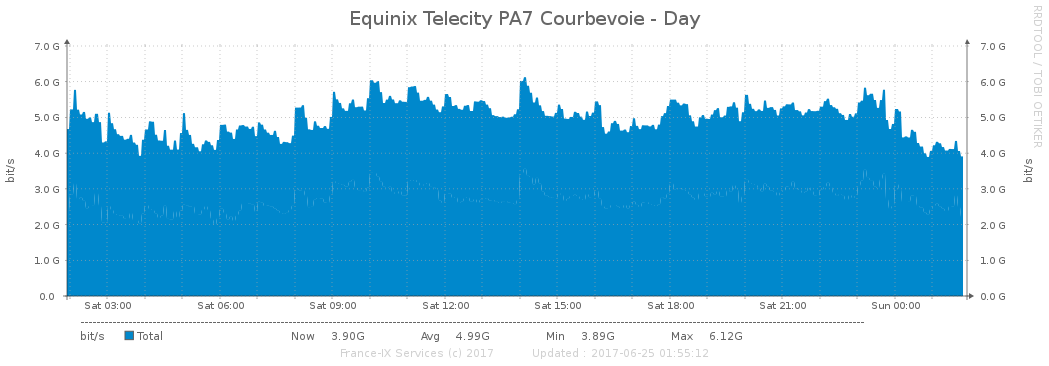 Equinix Telecity PA7 Courbevoie - Day
RRDTOOL / TOBI OETIKER
7.0 G 7.0 G
6.0 G 6.0 G
5.0 G 5.0 G
4.0 G 4.0 G
3.0 G 3.0 G
2.0 G 2.0 G
1.0 G 1.0 G
0.0 0.0 G
bit/s bit/s
Sat 03:00 Sat 06:00 Sat 09:00 Sat 12:00 Sat 15:00 Sat 18:00 Sat 21:00 Sun 00:00
bit/s Total Now 3.90G Avg 4.99G Min 3.89G Max 6.12G
France-IX Services (c) 2017 Updated : 2017-06-25 01:55:12